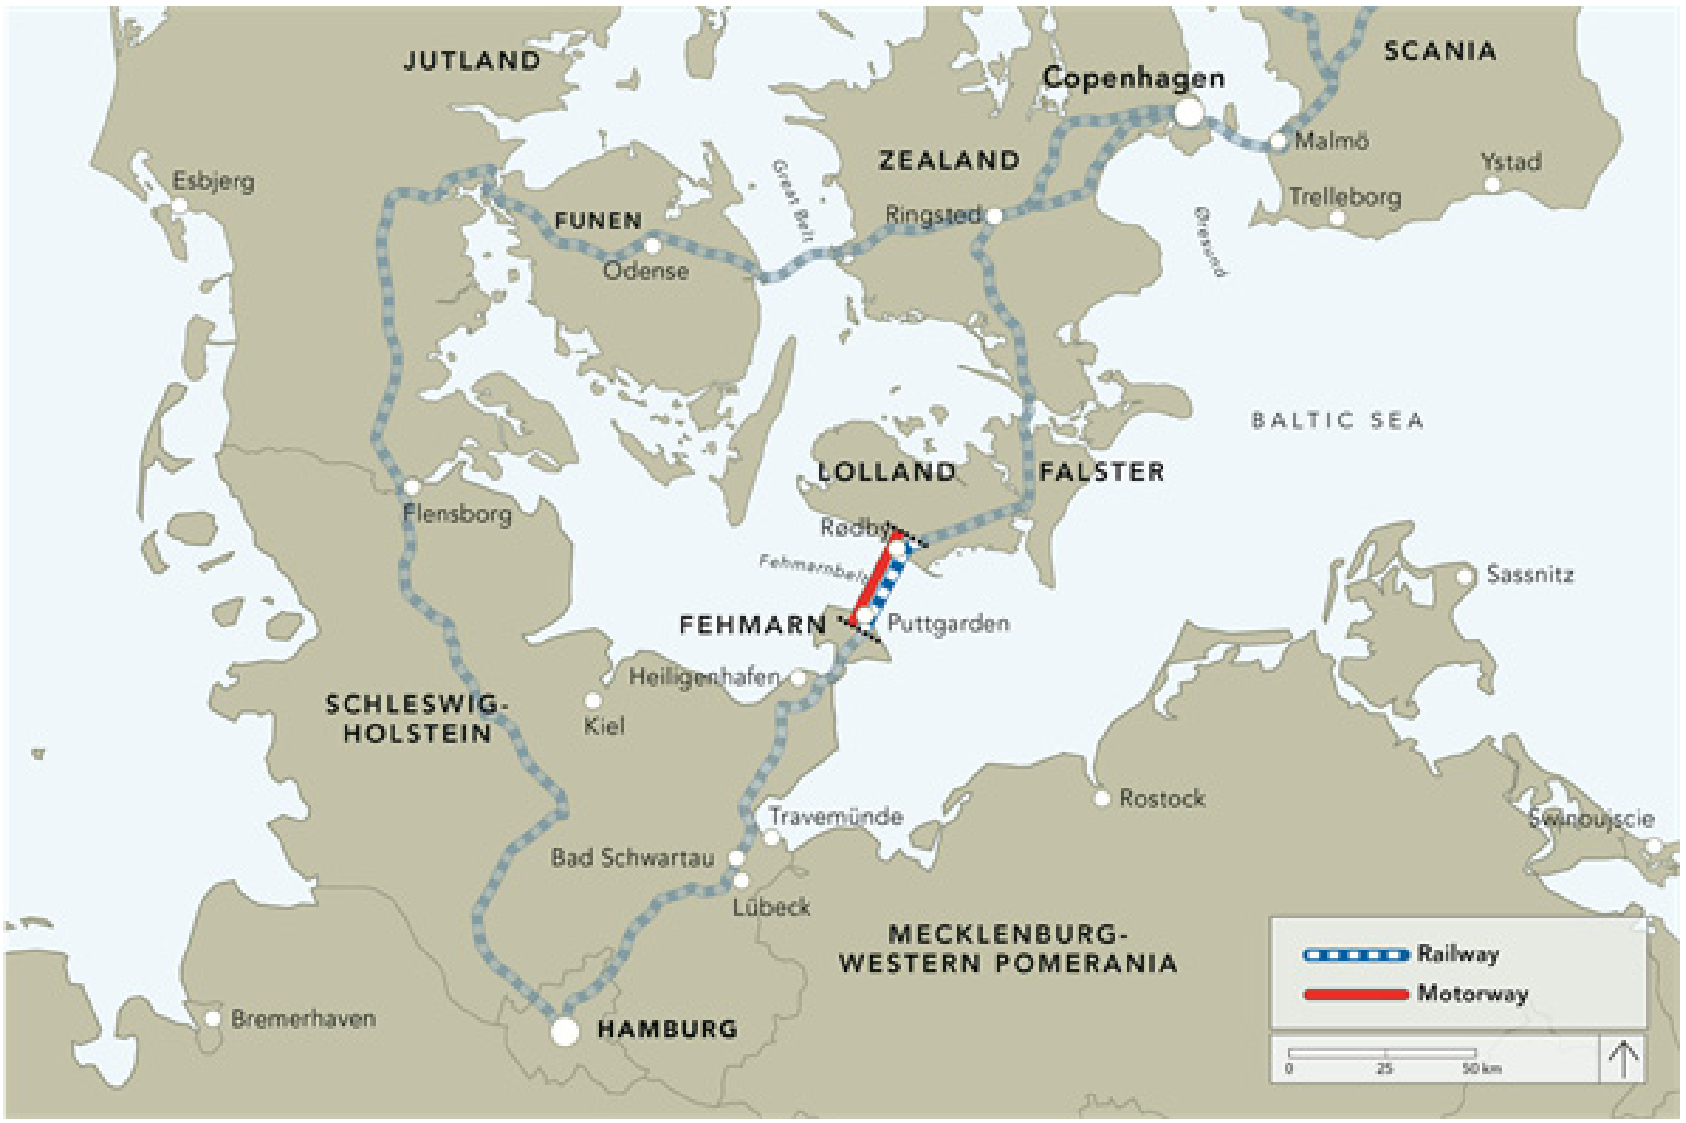 JUTLAND
SCANIA
Copenhagen
Malmö
ZEALAND
Ystad
Esbjerg
Great Belt
Trelleborg
FUNEN
Ringsted
Øresund
Odense
BALTIC SEA
LOLLAND
FALSTER
Flensborg
Rødby
Fehmarnbelt
Sassnitz
FEHMARN
Puttgarden
Heiligenhafen
SCHLESWIG-
HOLSTEIN
Kiel
Rostock
Travemünde
Swinoujscie
Bad Schwartau
Lübeck
MECKLENBURG-
WESTERN POMERANIA
Railway
Motorway
Bremerhaven
HAMBURG
0 25 50 km